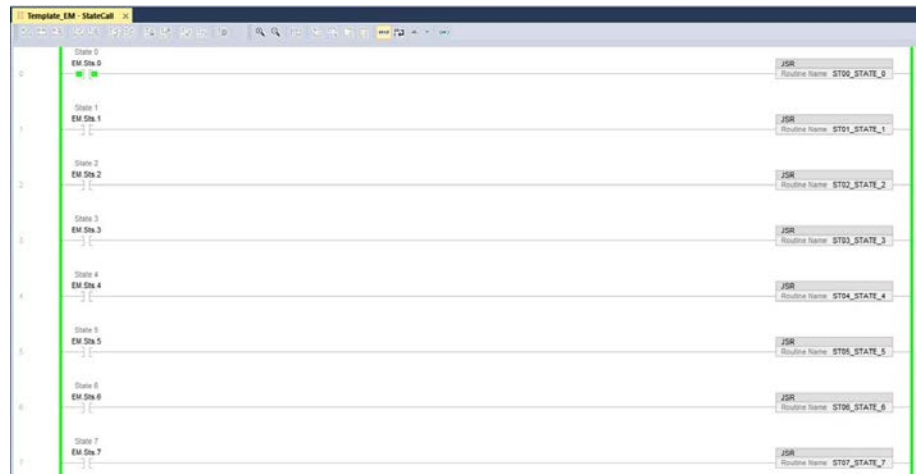 Template_EM - StateCall
State 0
EM.Sts.0
JSR
0
Routine Name ST00_STATE_0
State 1
EM.Sts.1
JSR
1
Routine Name ST01_STATE_1
State 2
EM.Sts.2
JSR
2
Routine Name ST02_STATE_2
State 3
EM.Sts.3
JSR
3
Routine Name ST03_STATE_3
State 4
EM.Sts.4
JSR
4
Routine Name ST04_STATE_4
State 5
EM.Sts.5
JSR
5
Routine Name ST05_STATE_5
State 6
EM.Sts.6
JSR
6
Routine Name ST06_STATE_6
State 7
EM.Sts.7
JSR
7
Routine Name ST07_STATE_7